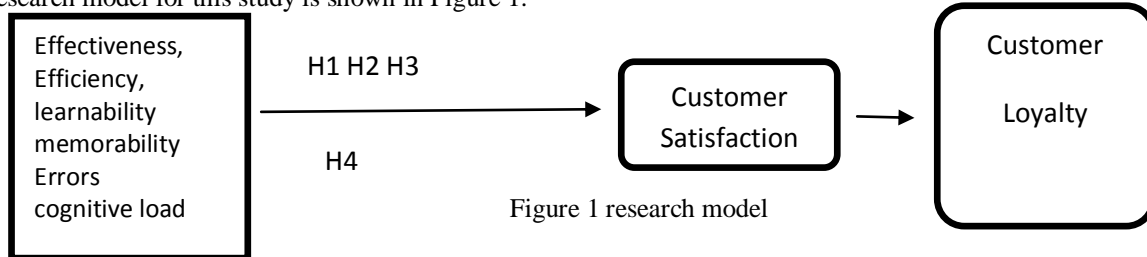 research model for this study is shown in Figure 1.
Effectiveness,
Efficiency,
learnability
memorability
Errors
cognitive load
H1 H2 H3
H4
Customer
Satisfaction
Customer
Loyalty
Figure 1 research model